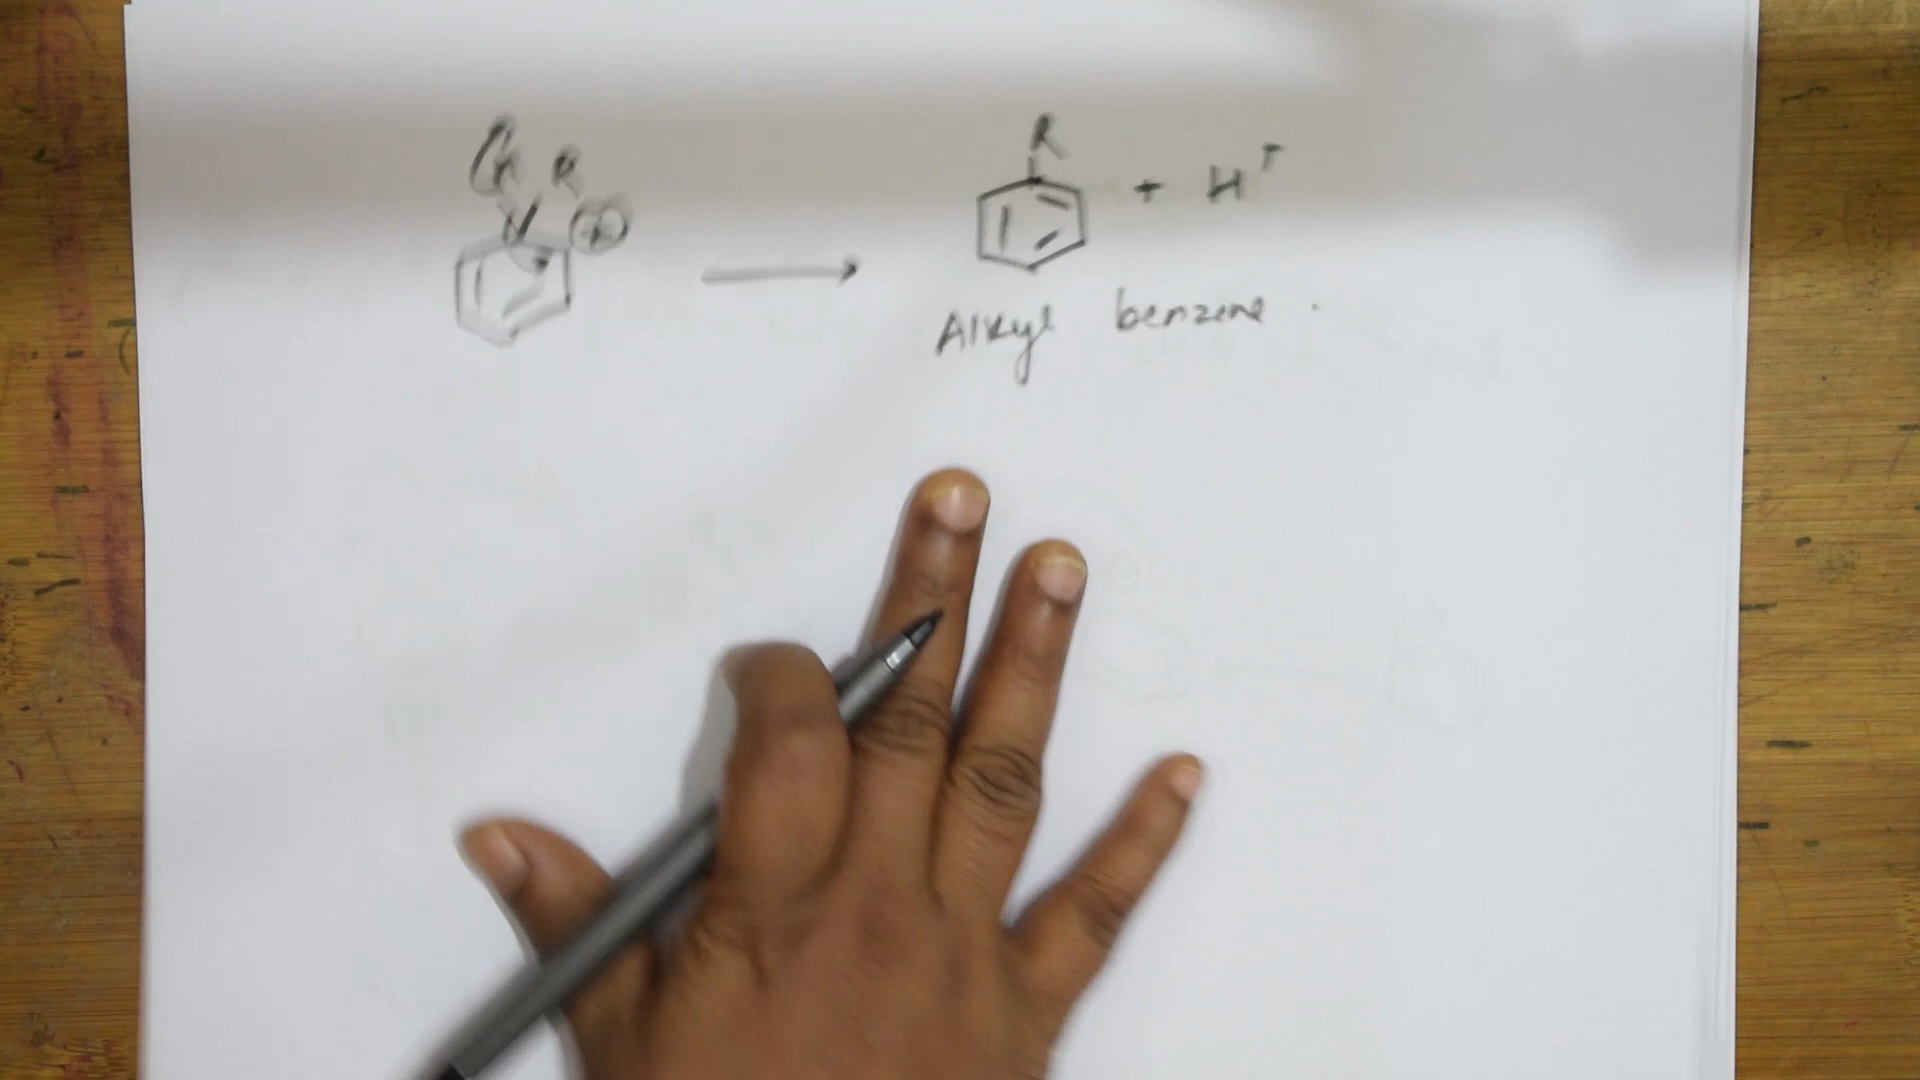 R
R
+ H+
Alkyl benzene.